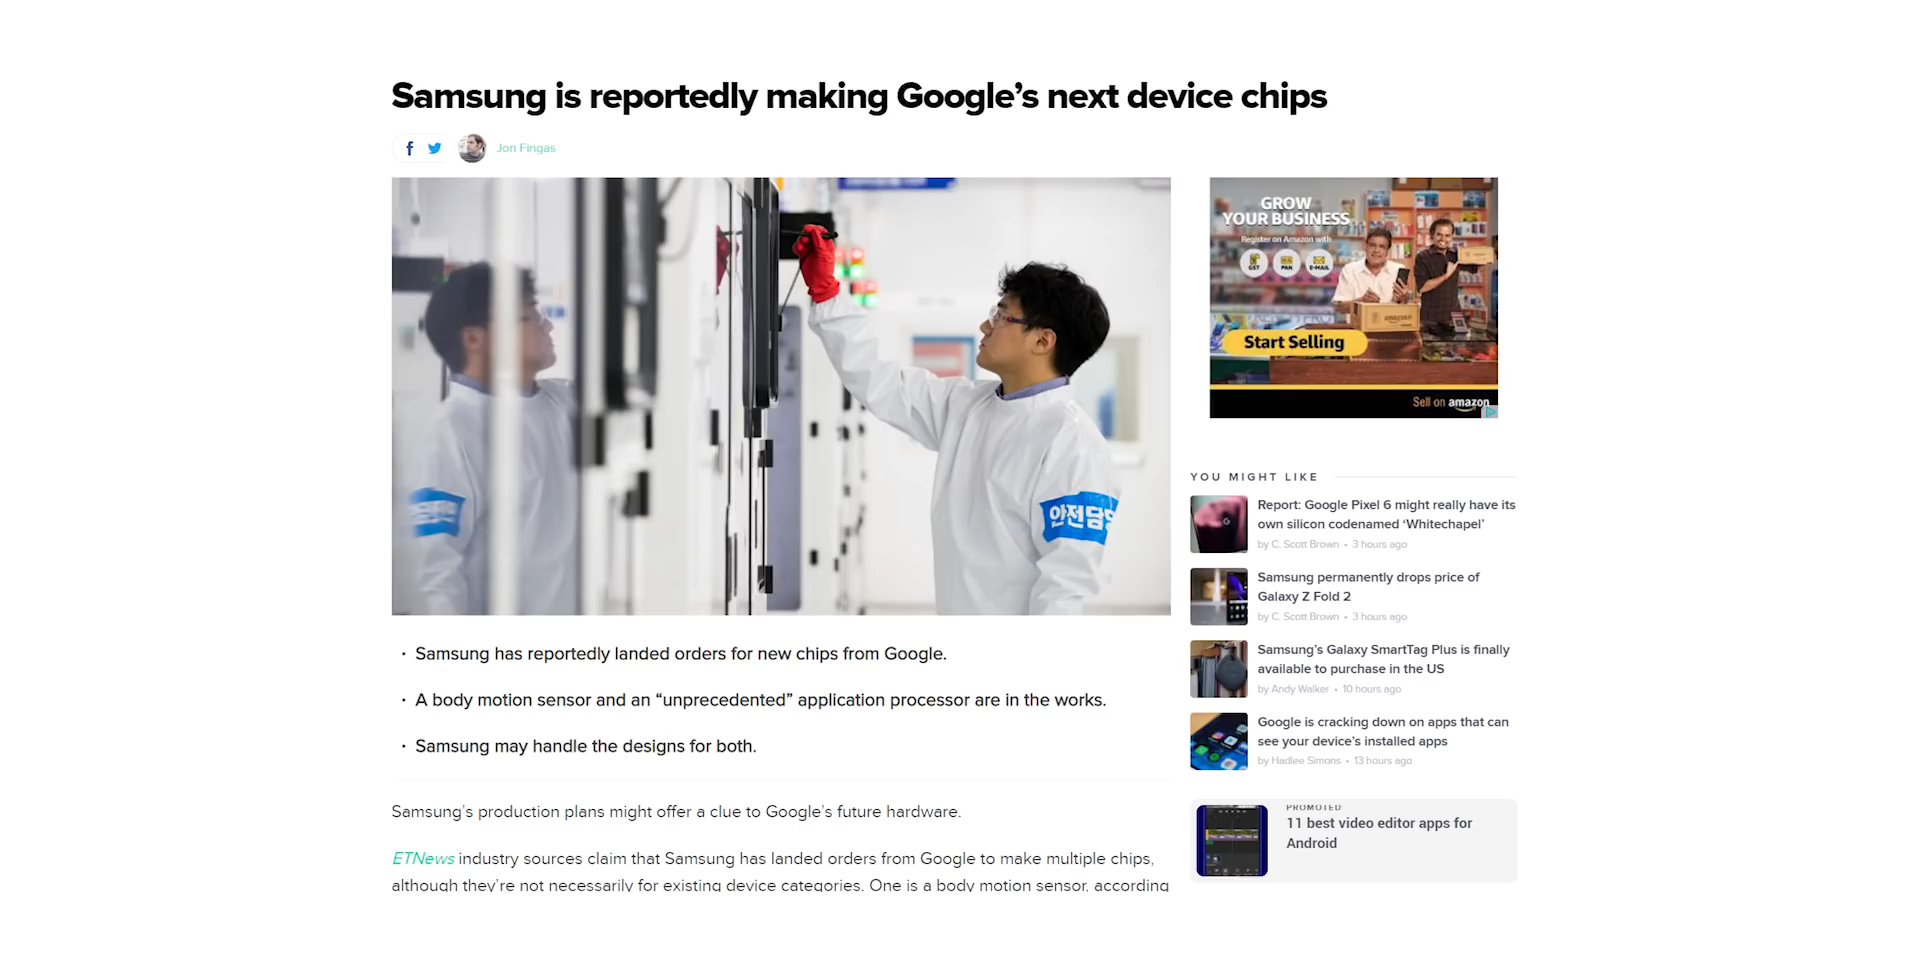 Samsung is reportedly making Google's next device chips
Jon Fingas
안전담당
GROW
YOUR BUSINESS
Register on Amazon with
GST PAN E-MAIL
Start Selling
Sell on amazon
• Samsung has reportedly landed orders for new chips from Google.
• A body motion sensor and an “unprecedented” application processor are in the works.
• Samsung may handle the designs for both.
Samsung's production plans might offer a clue to Google's future hardware.
ETNews industry sources claim that Samsung has landed orders from Google to make multiple chips,
although they're not necessarily for existing device categories. One is a body motion sensor, according
YOU MIGHT LIKE
Report: Google Pixel 6 might really have its
own silicon codenamed ‘Whitechapel’
by C. Scott Brown • 3 hours ago
Samsung permanently drops price of
Galaxy Z Fold 2
by C. Scott Brown • 3 hours ago
Samsung's Galaxy SmartTag Plus is finally
available to purchase in the US
by Andy Walker • 10 hours ago
Google is cracking down on apps that can
see your device's installed apps
by Hadlee Simons • 13 hours ago
PROMOTED
11 best video editor apps for
Android